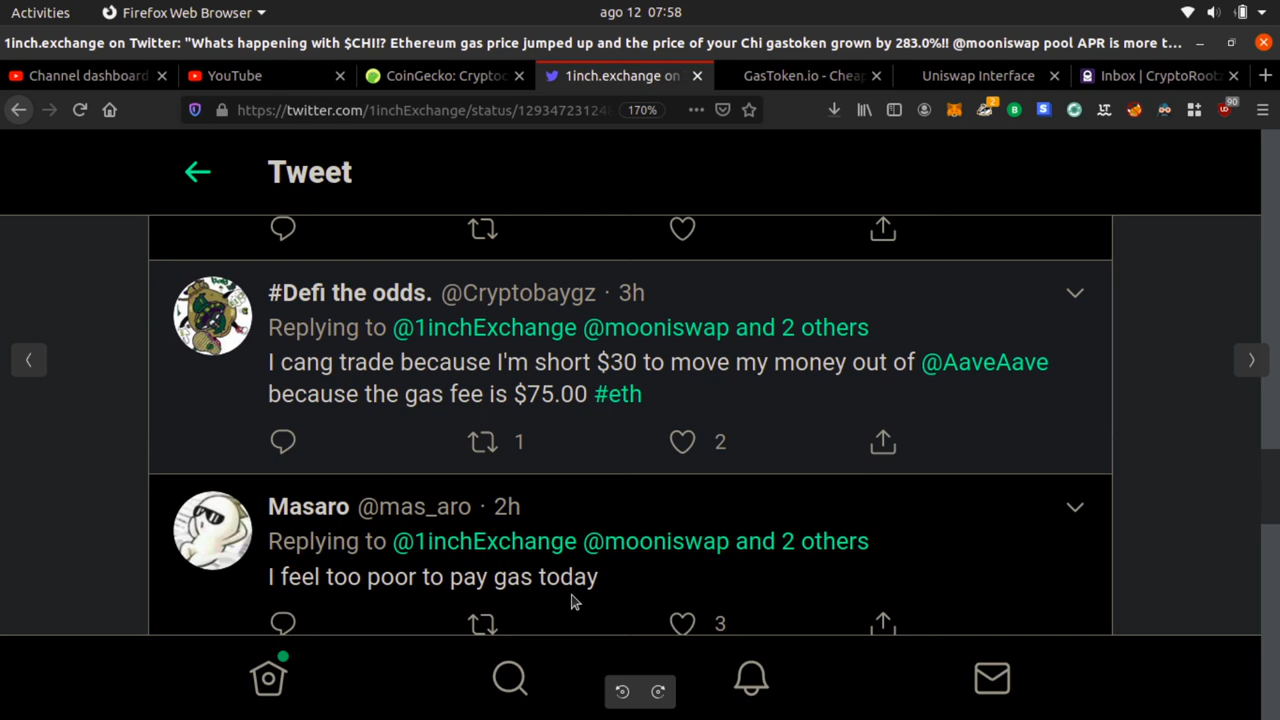 Activities
Firefox Web Browser
ago 12 07:58
1inch.exchange on Twitter: "Whats happening with $CHI!? Ethereum gas price jumped up and the price of your Chi gastoken grown by 283.0%!! @mooniswap pool APR is more t...
Channel dashboard
YouTube
CoinGecko: Cryptoc
1inch.exchange on
GasToken.io - Cheap
Uniswap Interface
Inbox | CryptoRootz
https://twitter.com/1inchExchange/status/129347231248
170%
2
90
Tweet
#Defi the odds. @Cryptobaygz · 3h
Replying to @1inchExchange @mooniswap and 2 others
I cang trade because I'm short $30 to move my money out of @AaveAave
because the gas fee is $75.00 #eth
1
2
Masaro @mas_aro · 2h
Replying to @1inchExchange @mooniswap and 2 others
I feel too poor to pay gas today
3